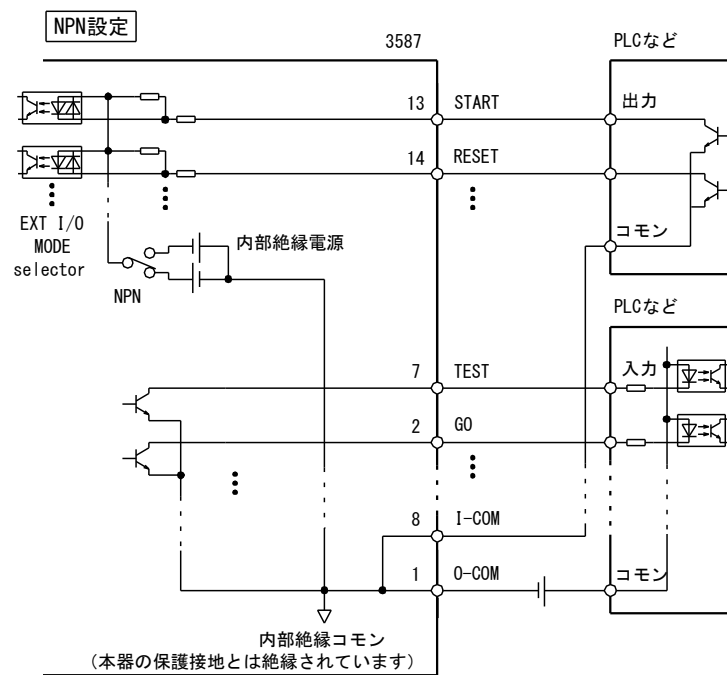 NPN設定
3587
PLCなど
13
START
出力
14
RESET
EXT I/O
MODE
selector
コモン
内部絶縁電源
NPN
PLCなど
7
TEST
入力
2
GO
8
I-COM
1
O-COM
コモン
内部絶縁コモン
(本器の保護接地とは絶縁されています)